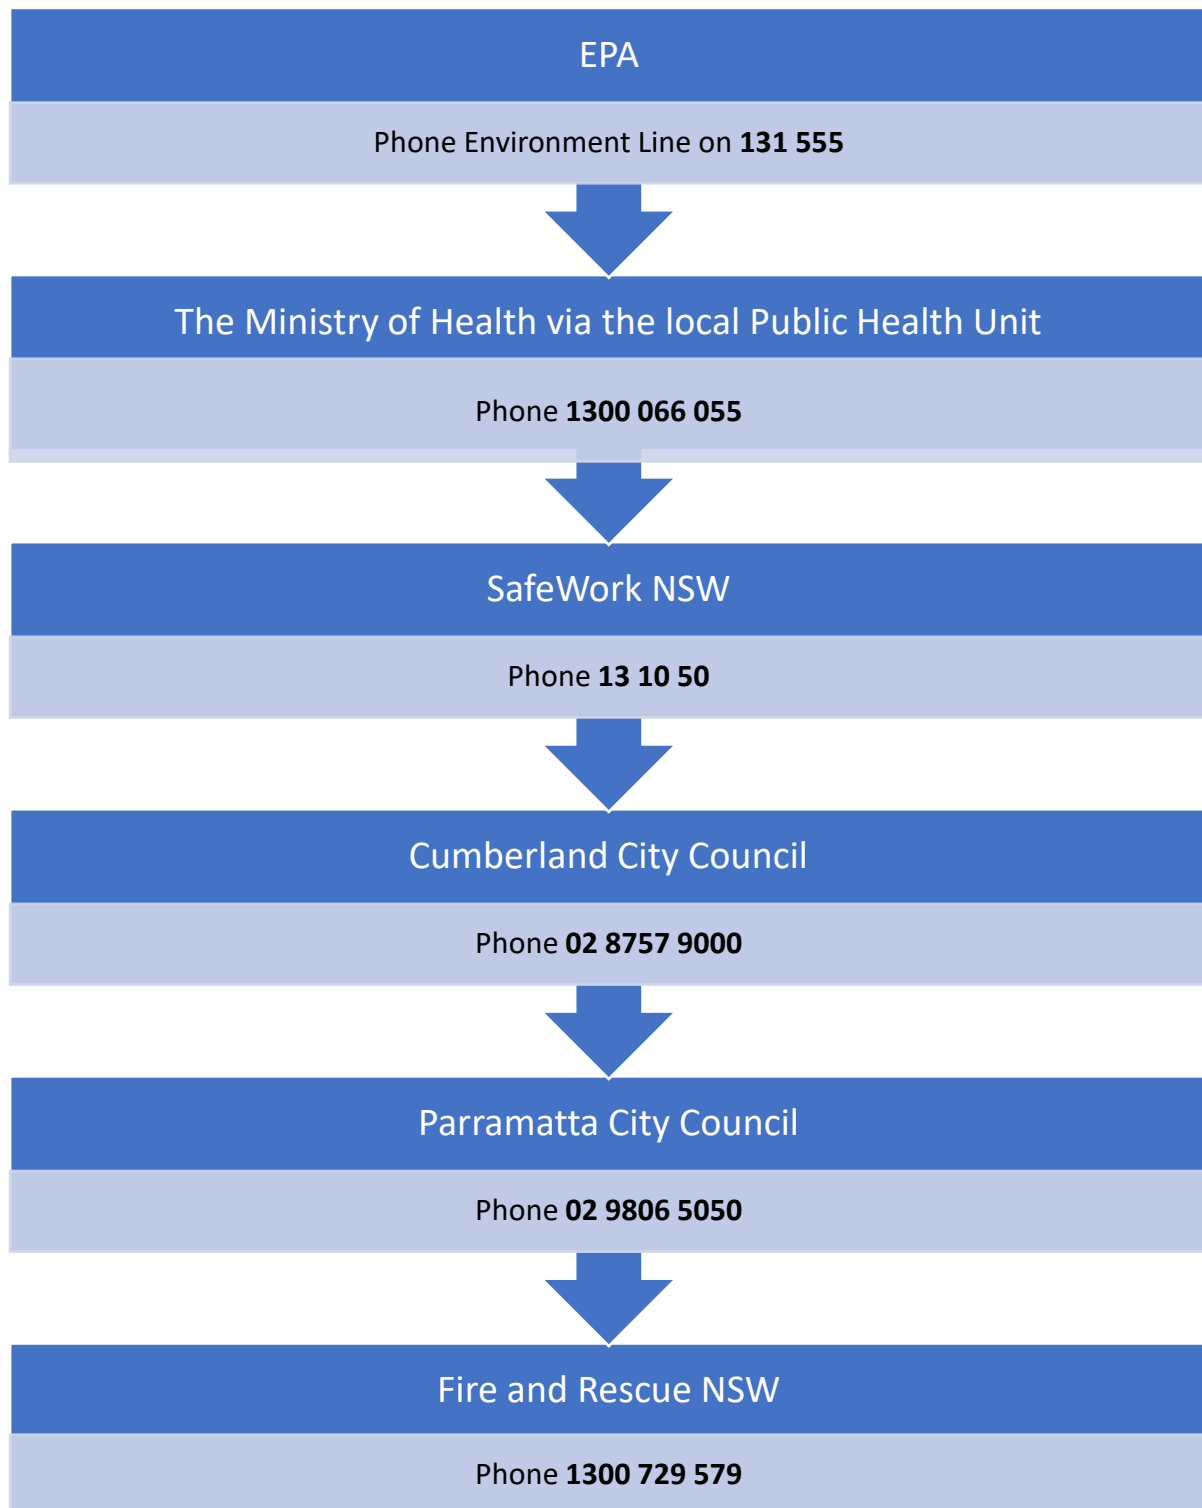 EPA
Phone Environment Line on 131 555
The Ministry of Health via the local Public Health Unit
Phone 1300 066 055
SafeWork NSW
Phone 13 10 50
Cumberland City Council
Phone 02 8757 9000
Parramatta City Council
Phone 02 9806 5050
Fire and Rescue NSW
Phone 1300 729 579